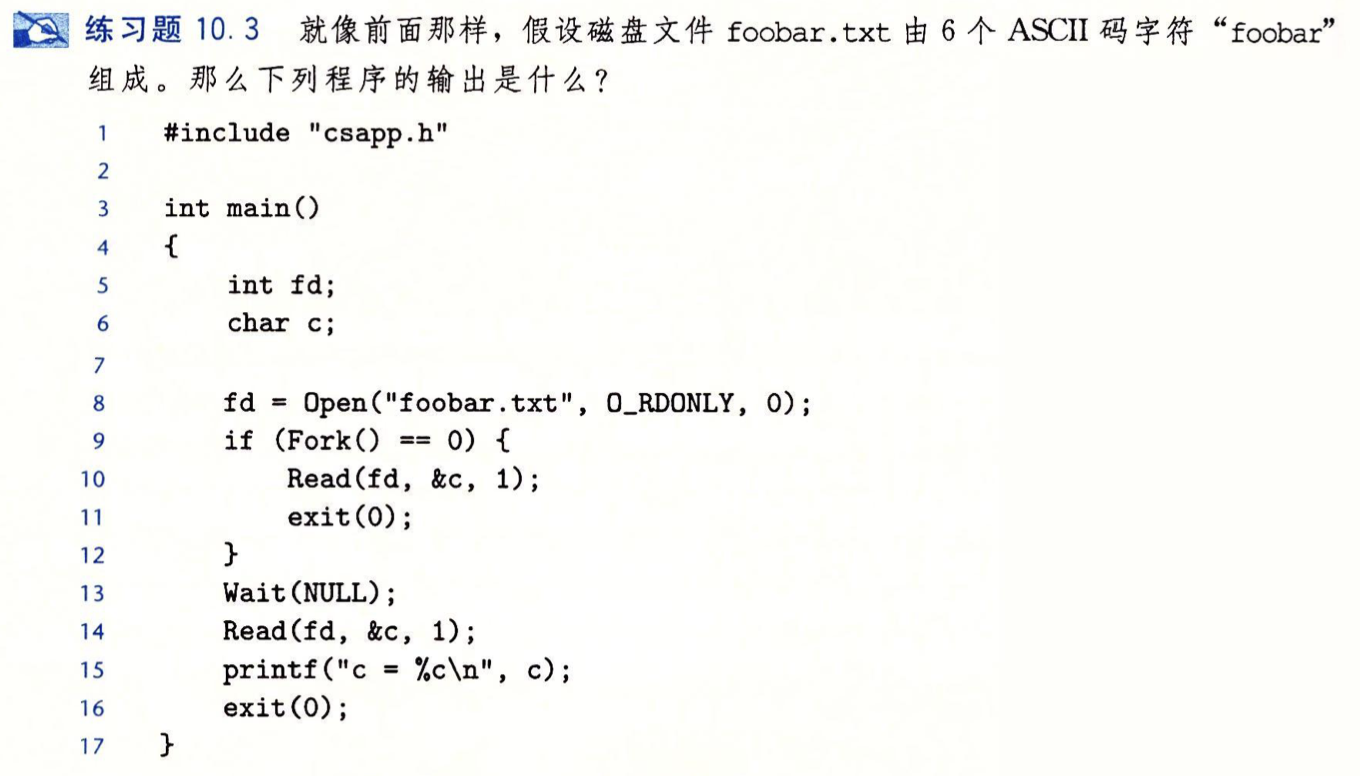 练习题 10.3 就像前面那样，假设磁盘文件 foobar.txt 由 6 个 ASCII 码字符“foobar”
组成。那么下列程序的输出是什么？
1 #include "csapp.h"
2
3 int main()
4 {
5 int fd;
6 char c;
7
8 fd = Open("foobar.txt", O_RDONLY, 0);
9 if (Fork() == 0) {
10 Read(fd, &c, 1);
11 exit(0);
12 }
13 Wait(NULL);
14 Read(fd, &c, 1);
15 printf("c = %c\n", c);
16 exit(0);
17 }